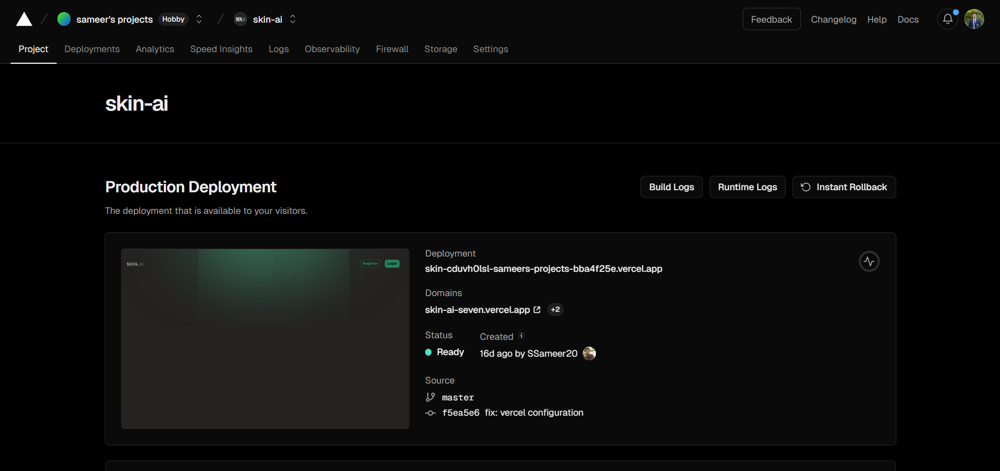 sameer's projects Hobby skin-ai Feedback Changelog Help Docs
Project Deployments Analytics Speed Insights Logs Observability Firewall Storage Settings
skin-ai
Production Deployment Build Logs Runtime Logs Instant Rollback
The deployment that is available to your visitors.
SKIN.AI Register Login
Deployment
skin-cduvh0lsl-sameers-projects-bba4f25e.vercel.app
Domains
skin-ai-seven.vercel.app +2
Status Created
Ready 16d ago by SSameer20
Source
master
f5ea5e6 fix: vercel configuration